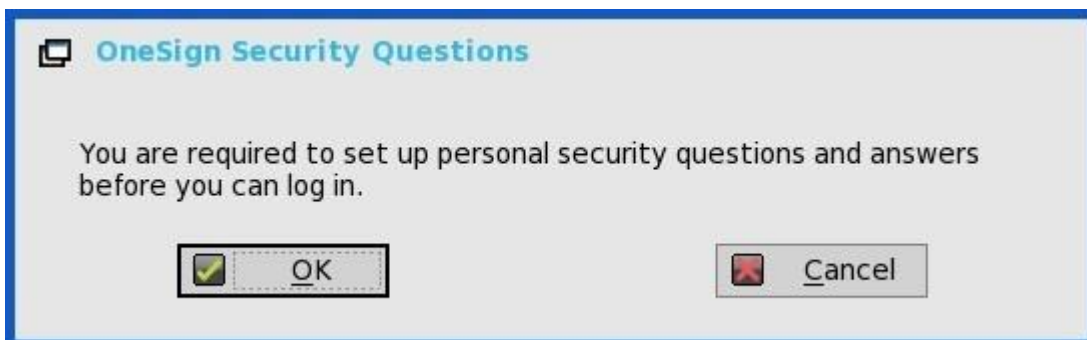 OneSign Security Questions
You are required to set up personal security questions and answers
before you can log in.
OK
Cancel